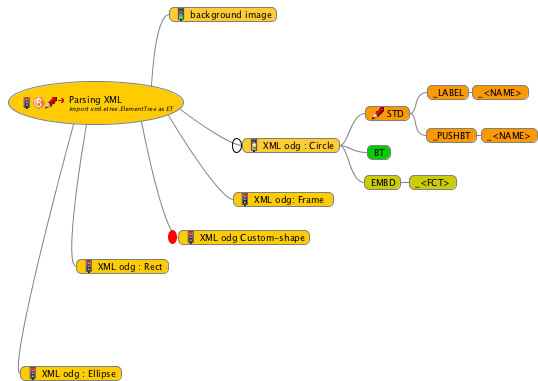 background image
Parsing XML
import xml.etree.ElementTree as ET
_LABEL
_<NAME>
STD
_PUSHBT
_<NAME>
XML odg : Circle
BT
EMBD
_<FCT>
XML odg: Frame
XML odg Custom-shape
XML odg : Rect
XML odg : Ellipse